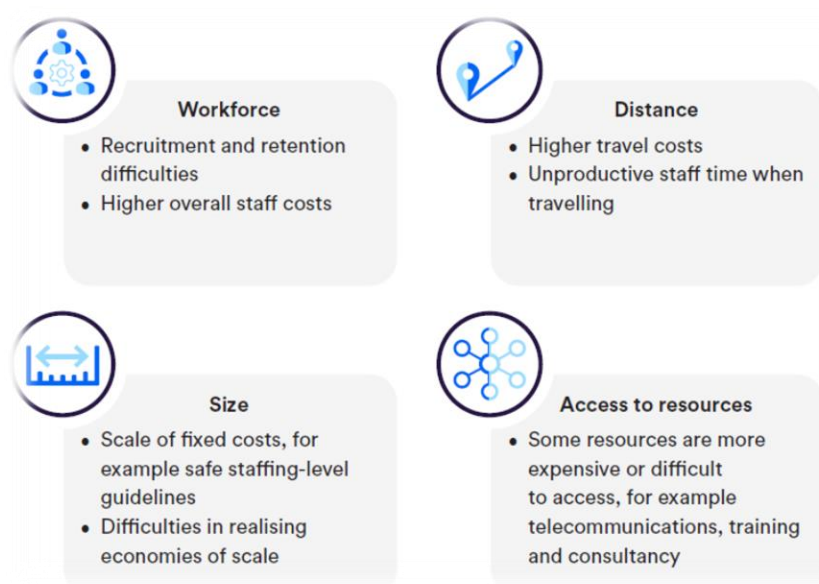 Workforce
• Recruitment and retention
difficulties
• Higher overall staff costs
Distance
• Higher travel costs
• Unproductive staff time when
travelling
Size
• Scale of fixed costs, for
example safe staffing-level
guidelines
• Difficulties in realising
economies of scale
Access to resources
• Some resources are more
expensive or difficult
to access, for example
telecommunications, training
and consultancy